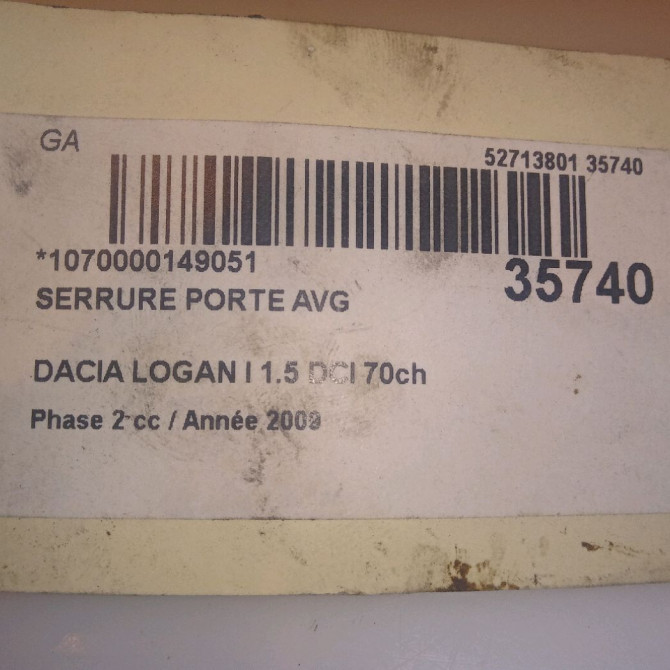 GA
52713801 35740
*1070000149051
35740
SERRURE PORTE AVG
DACIA LOGAN I 1.5 DCI 70ch
Phase 2 cc / Année 2009